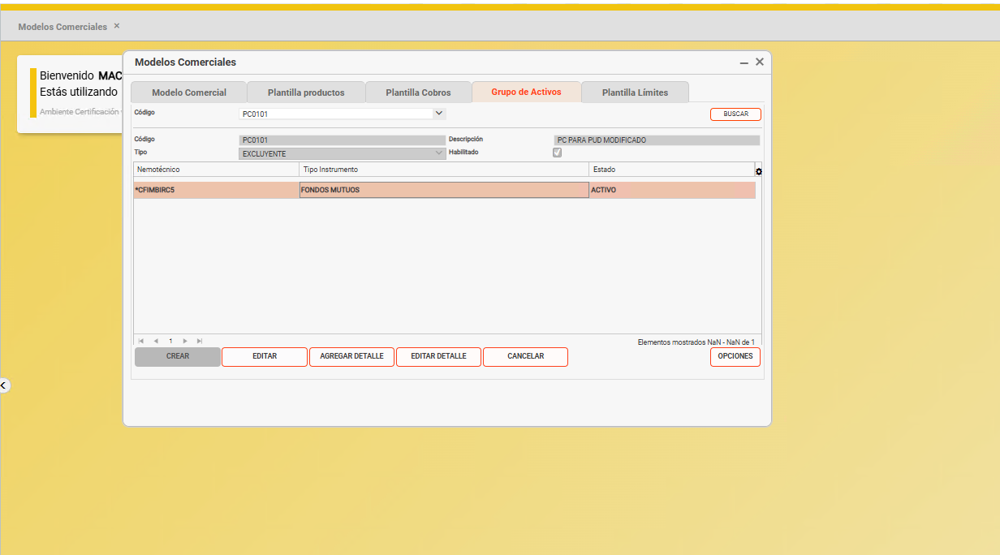 Modelos Comerciales ×
Bienvenido MAC
Estás utilizando
Ambiente Certificación
Modelos Comerciales
Modelo Comercial Plantilla productos Plantilla Cobros Grupo de Activos Plantilla Límites
Código PC0101 BUSCAR
Código PC0101 Descripción PC PARA PUD MODIFICADO
Tipo EXCLUYENTE Habilitado
Nemotécnico Tipo Instrumento Estado
*CFIMBIRC5 FONDOS MUTUOS ACTIVO
1 Elementos mostrados NaN - NaN de 1
CREAR EDITAR AGREGAR DETALLE EDITAR DETALLE CANCELAR OPCIONES